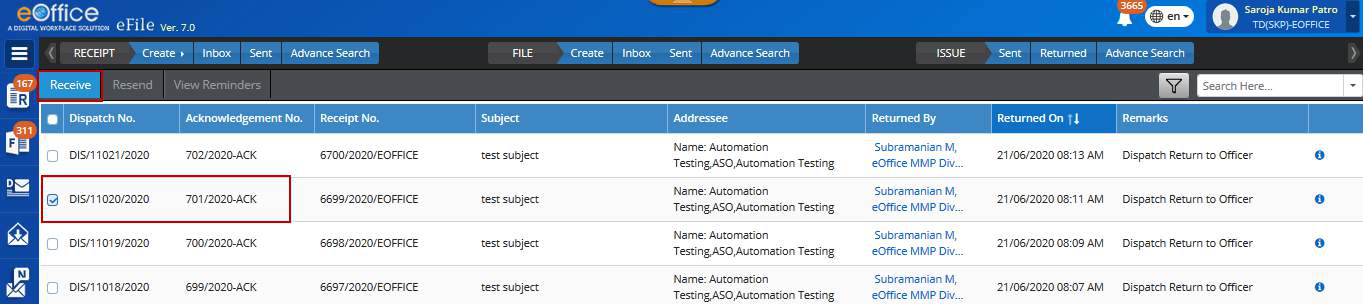 eOffice
A DIGITAL WORKPLACE SOLUTION
eFile Ver. 7.0
3665
en
Saroja Kumar Patro
TD(SKP)-EOFFICE
RECEIPT Create Inbox Sent Advance Search FILE Create Inbox Sent Advance Search ISSUE Sent Returned Advance Search
167
R
311
F
D
N
Receive Resend View Reminders Search Here...
Dispatch No. Acknowledgement No. Receipt No. Subject Addressee Returned By Returned On Remarks
DIS/11021/2020 702/2020-ACK 6700/2020/EOFFICE test subject Name: Automation Testing,ASO,Automation Testing Subramanian M, eOffice MMP Div... 21/06/2020 08:13 AM Dispatch Return to Officer
DIS/11020/2020 701/2020-ACK 6699/2020/EOFFICE test subject Name: Automation Testing,ASO,Automation Testing Subramanian M, eOffice MMP Div... 21/06/2020 08:11 AM Dispatch Return to Officer
DIS/11019/2020 700/2020-ACK 6698/2020/EOFFICE test subject Name: Automation Testing,ASO,Automation Testing Subramanian M, eOffice MMP Div... 21/06/2020 08:09 AM Dispatch Return to Officer
DIS/11018/2020 699/2020-ACK 6697/2020/EOFFICE test subject Name: Automation Testing,ASO,Automation Testing Subramanian M, eOffice MMP Div... 21/06/2020 08:07 AM Dispatch Return to Officer